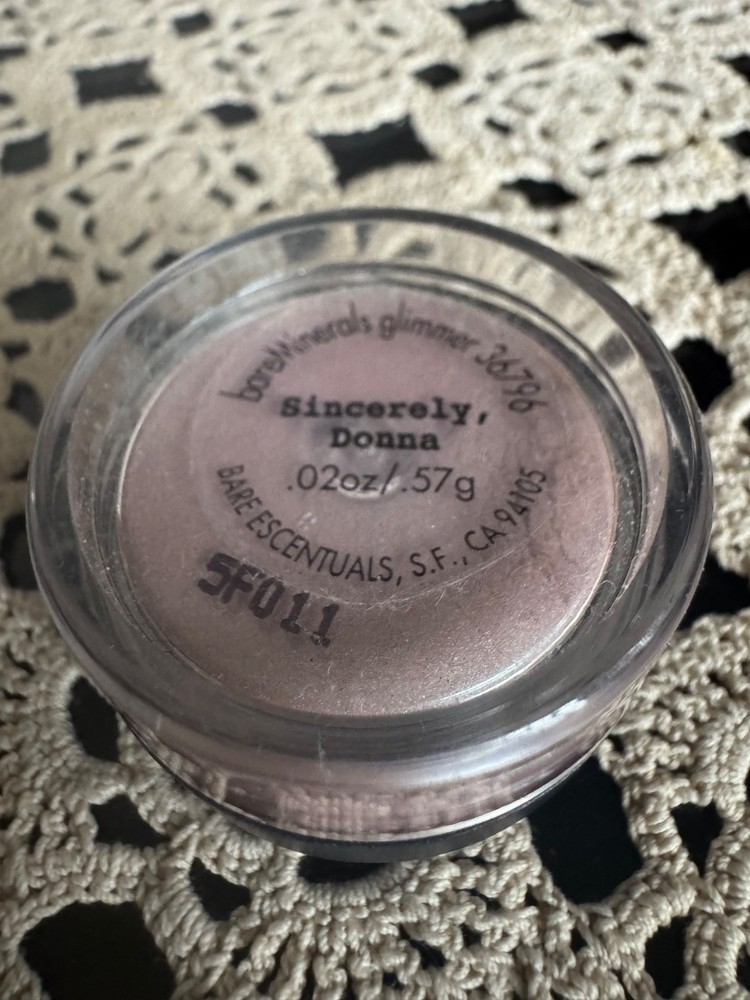 bareMinerals glimmer 36796
Sincerely,
Donna
.02oz/.57g
BARE ESCENTUALS, S.F., CA 94105
5F011